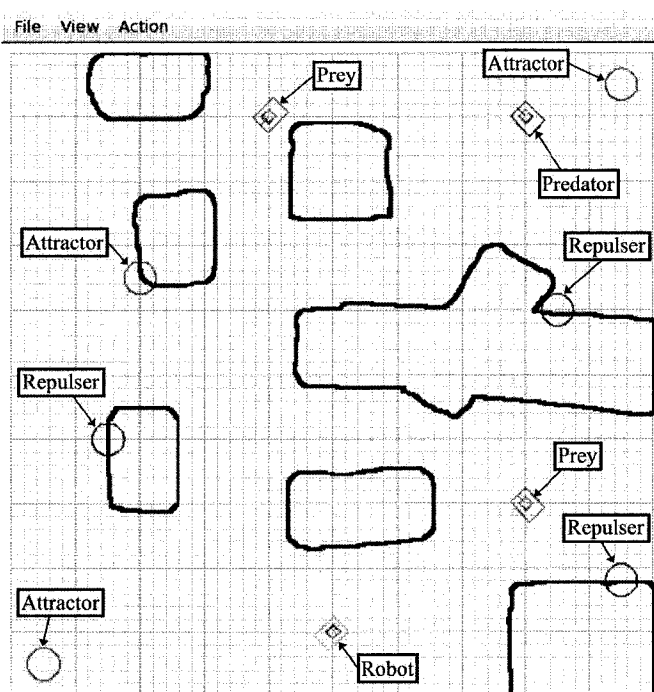 File View Action
Prey
Attractor
Predator
Attractor
Repulser
Repulser
Prey
Repulser
Attractor
Robot